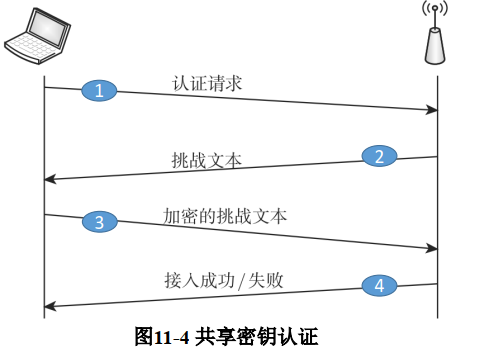 1 认证请求
挑战文本 2
3 加密的挑战文本
接入成功/失败 4
图11-4 共享密钥认证